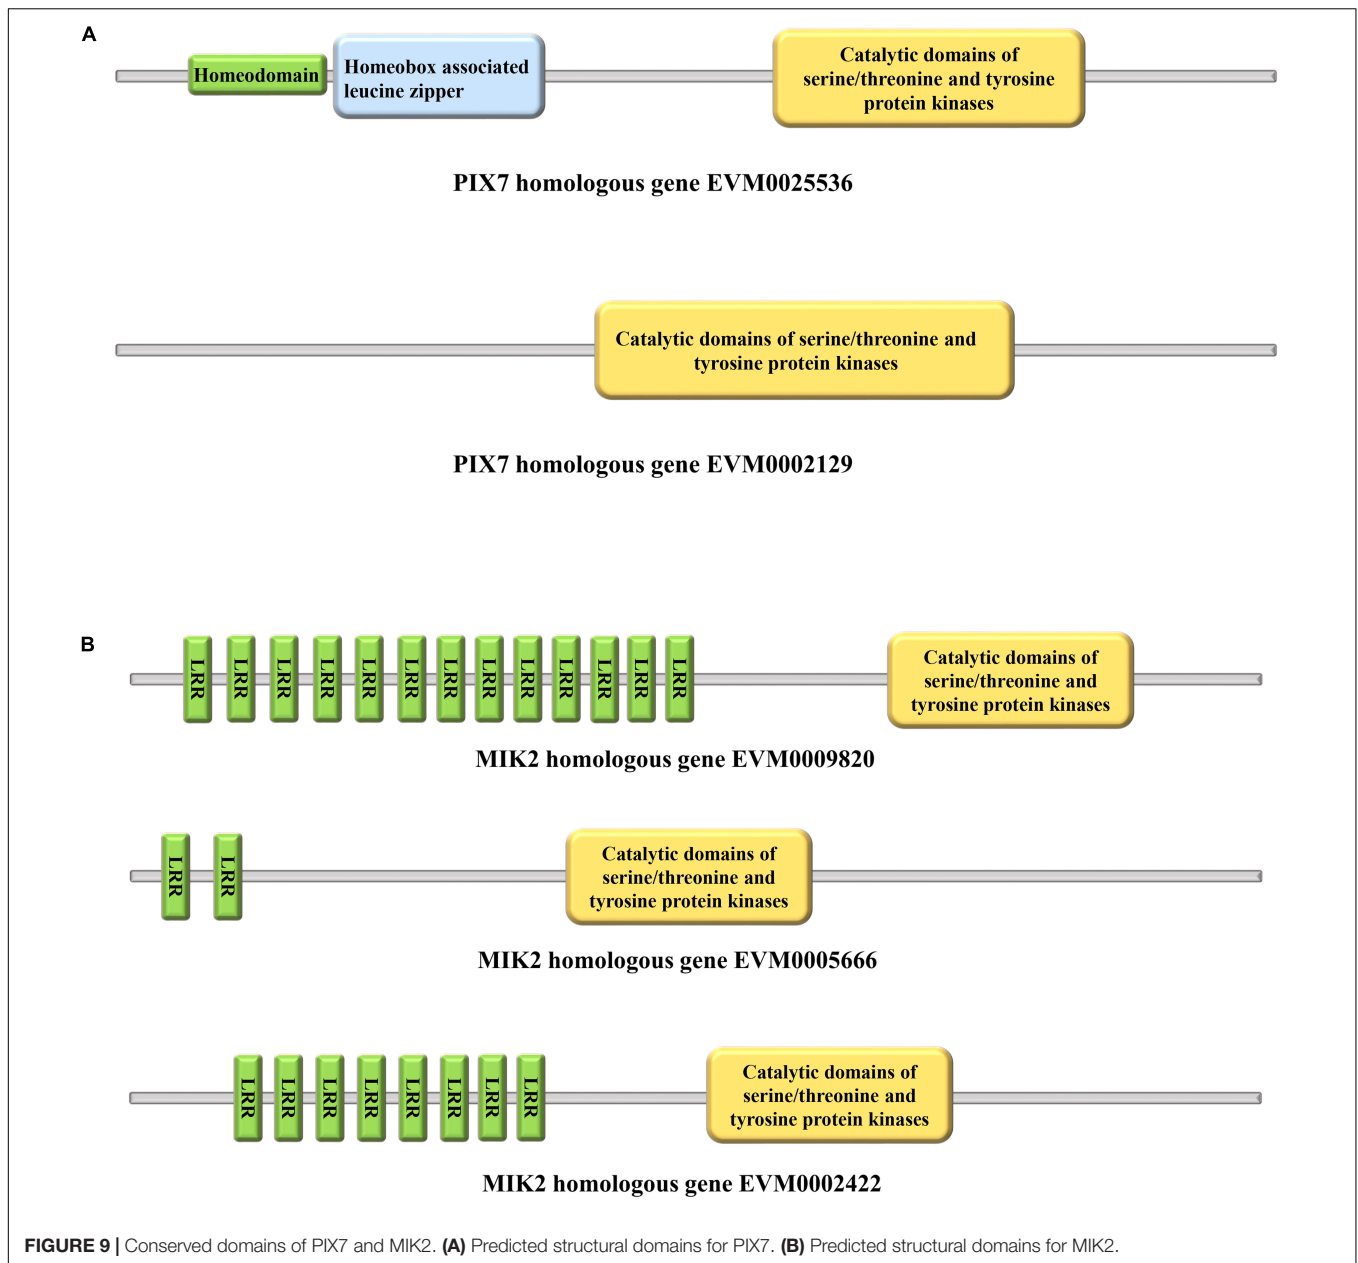 A
Homeodomain
Homeobox associated
leucine zipper
Catalytic domains of
serine/threonine and tyrosine
protein kinases
PIX7 homologous gene EVM0025536
Catalytic domains of serine/threonine and
tyrosine protein kinases
PIX7 homologous gene EVM0002129
B
LRR
LRR
LRR
LRR
LRR
LRR
LRR
LRR
LRR
LRR
LRR
LRR
LRR
Catalytic domains of
serine/threonine and
tyrosine protein kinases
MIK2 homologous gene EVM0009820
LRR
LRR
Catalytic domains of
serine/threonine and
tyrosine protein kinases
MIK2 homologous gene EVM0005666
LRR
LRR
LRR
LRR
LRR
LRR
LRR
LRR
Catalytic domains of
serine/threonine and
tyrosine protein kinases
MIK2 homologous gene EVM0002422
FIGURE 9 | Conserved domains of PIX7 and MIK2. (A) Predicted structural domains for PIX7. (B) Predicted structural domains for MIK2.